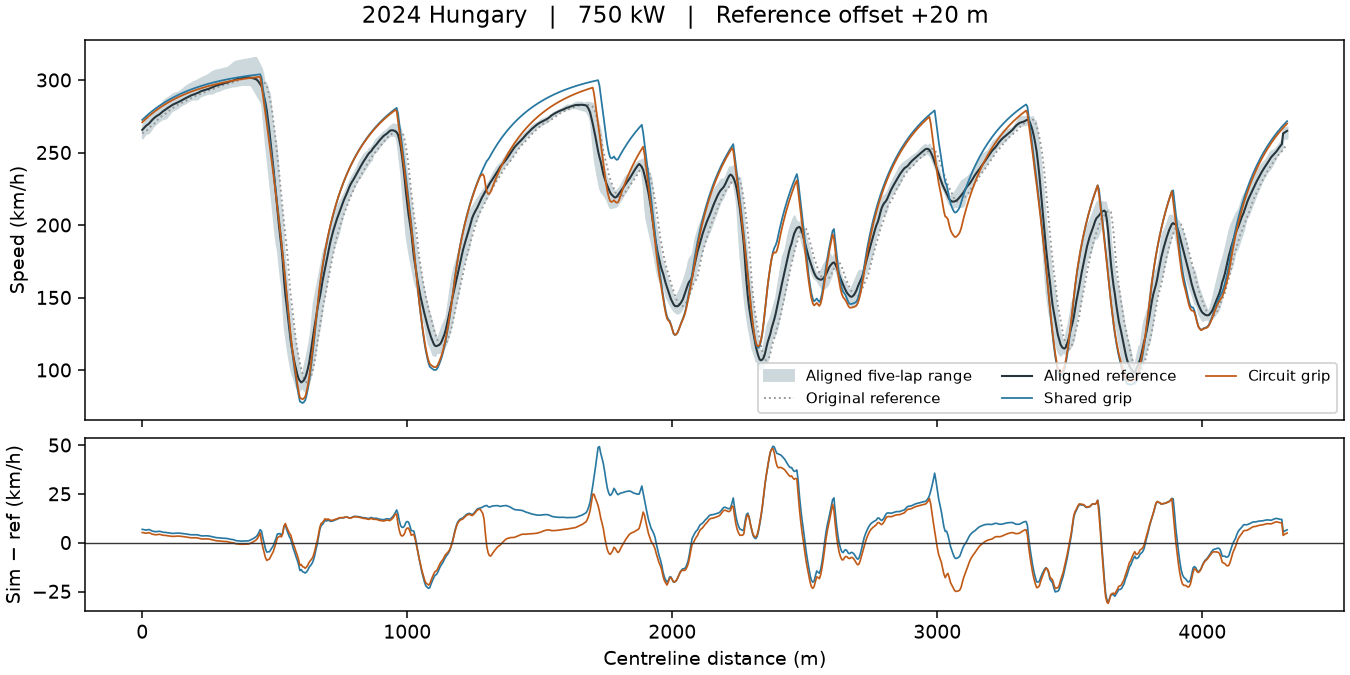 2024 Hungary | 750 kW | Reference offset +20 m
Speed (km/h)
300
250
200
150
100
Aligned five-lap range
Original reference
Aligned reference
Shared grip
Circuit grip
Sim − ref (km/h)
50
25
0
−25
0 1000 2000 3000 4000
Centreline distance (m)